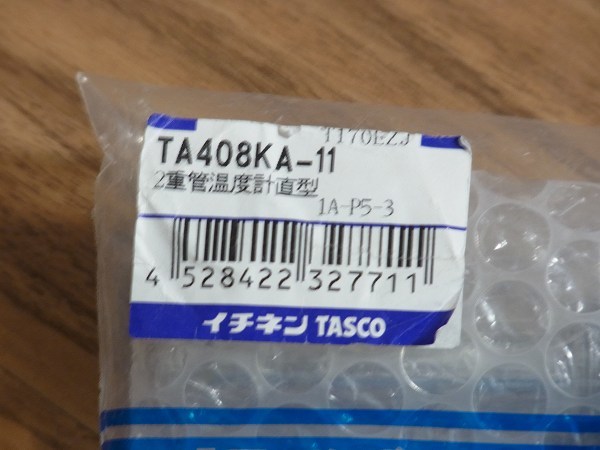 T170EZJ
TA408KA-11
2重管温度計直型
1A-P5-3
4 528422 327711
イチネン TASCO